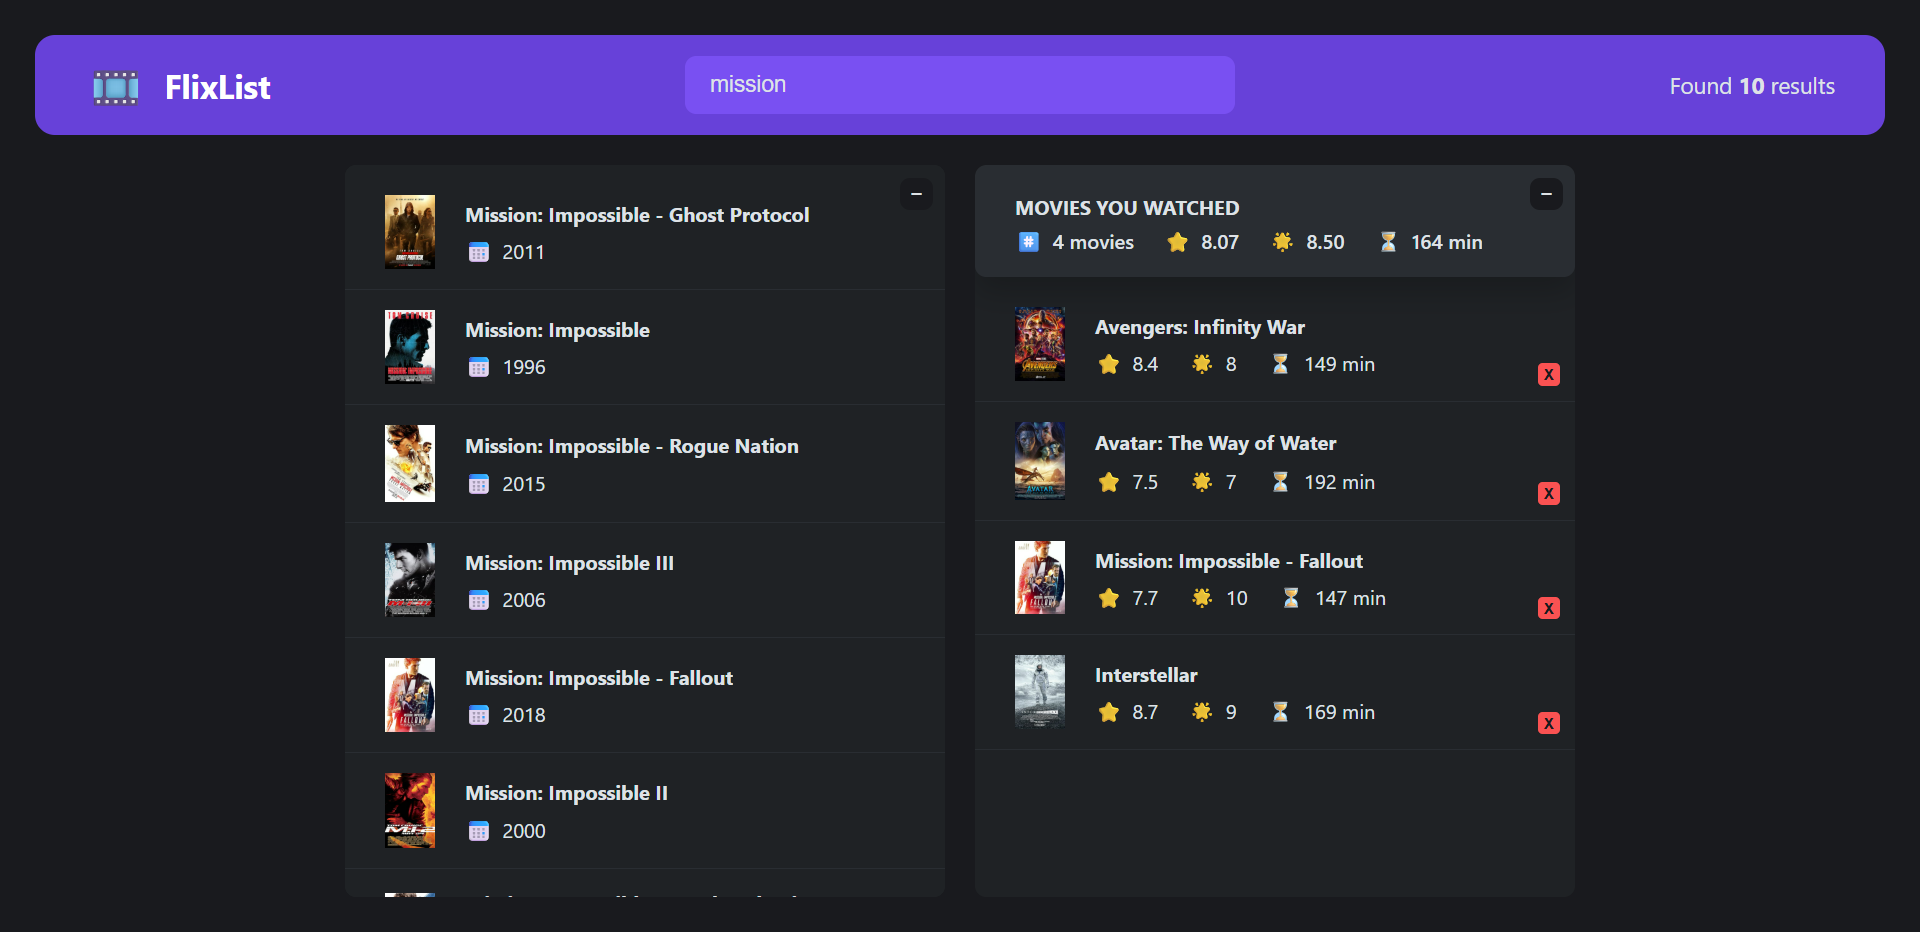 FlixList
mission
Found 10 results
Mission: Impossible - Ghost Protocol
2011
Mission: Impossible
1996
Mission: Impossible - Rogue Nation
2015
Mission: Impossible III
2006
Mission: Impossible - Fallout
2018
Mission: Impossible II
2000
MOVIES YOU WATCHED
# 4 movies 8.07 8.50 164 min
Avengers: Infinity War
8.4 8 149 min
X
Avatar: The Way of Water
7.5 7 192 min
X
Mission: Impossible - Fallout
7.7 10 147 min
X
Interstellar
8.7 9 169 min
X